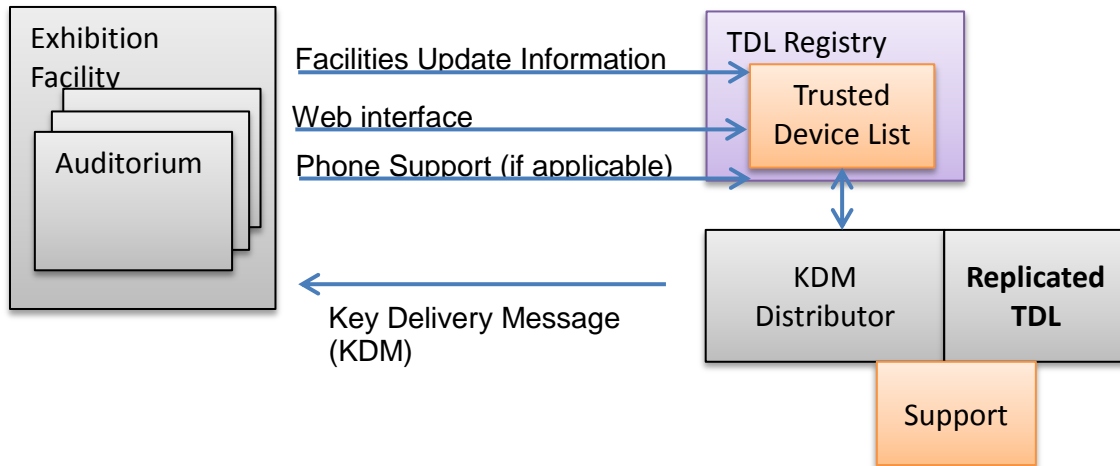 Exhibition
Facility
Auditorium
Facilities Update Information
Web interface
Phone Support (if applicable)
TDL Registry
Trusted
Device List
Key Delivery Message
(KDM)
KDM
Distributor
Replicated
TDL
Support